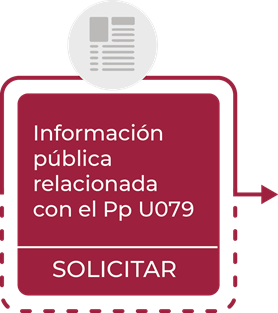 Información
pública
relacionada
con el Pp U079
SOLICITAR